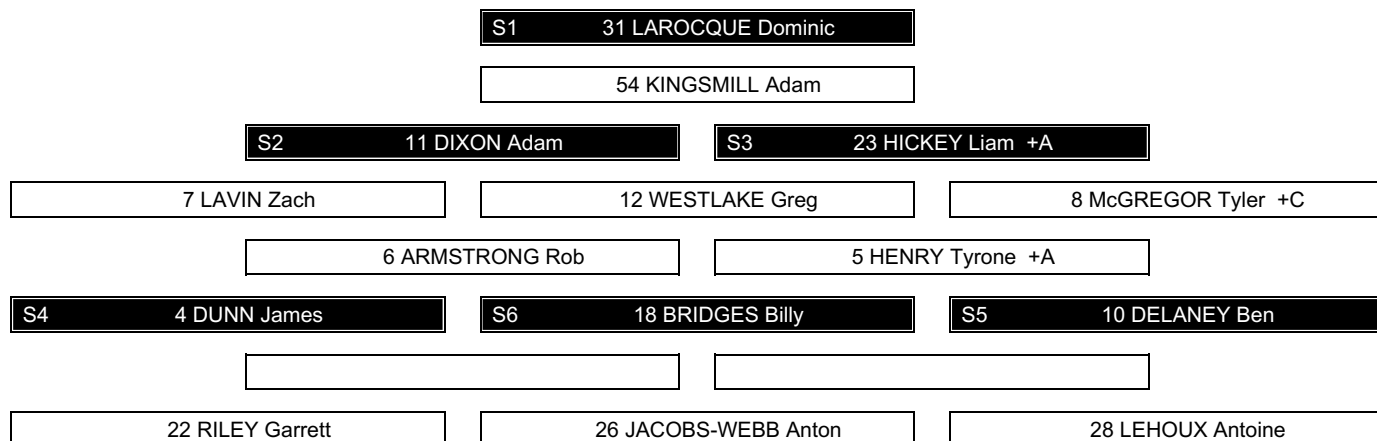 S1 31 LAROCQUE Dominic
54 KINGSMILL Adam
S2 11 DIXON Adam S3 23 HICKEY Liam +A
7 LAVIN Zach 12 WESTLAKE Greg 8 McGREGOR Tyler +C
6 ARMSTRONG Rob 5 HENRY Tyrone +A
S4 4 DUNN James S6 18 BRIDGES Billy S5 10 DELANEY Ben
22 RILEY Garrett 26 JACOBS-WEBB Anton 28 LEHOUX Antoine